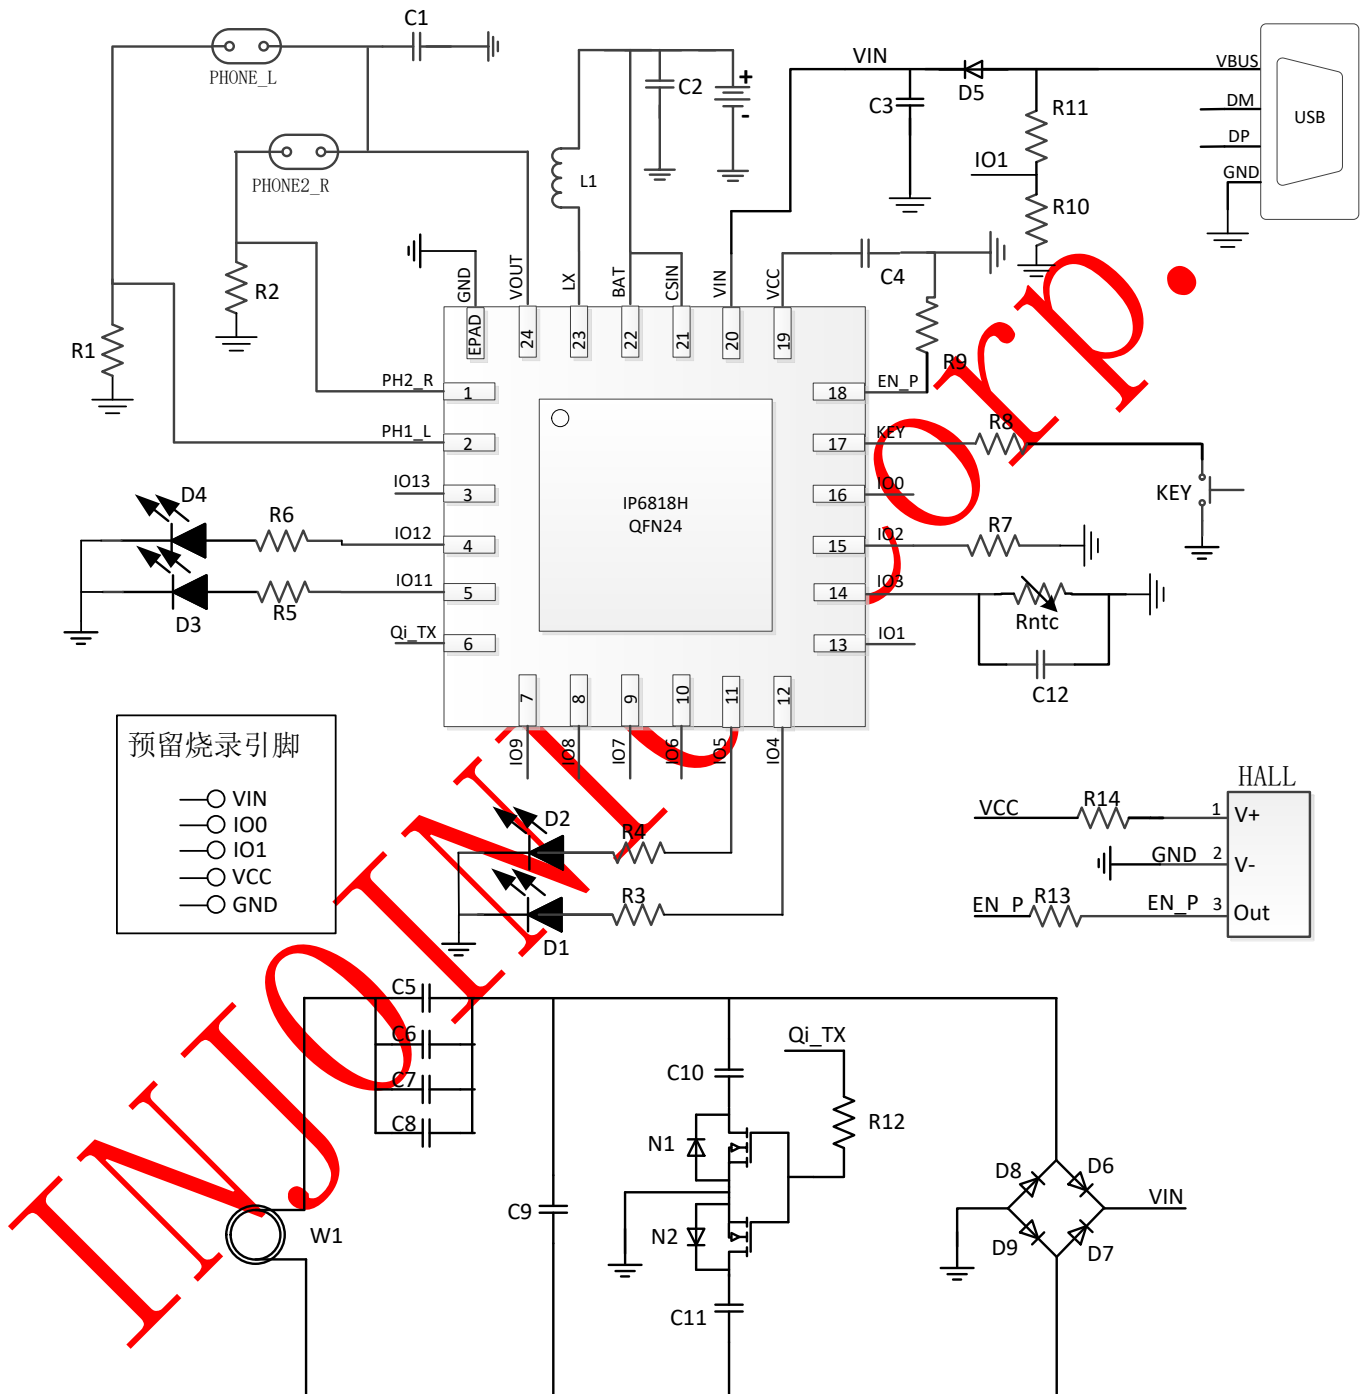 C1
PHONE_L
PHONE2_R
C2
+
-
L1
VIN
C3
D5
R11
IO1
R10
VBUS
DM
DP
GND
USB
R2
R1
GND
VOUT
LX
BAT
CSIN
VIN
VCC
C4
R9
EPAD
24
23
22
21
20
19
PH2_R
1
PH1_L
2
IO13
3
IO12
4
IO11
5
Qi_TX
6
18
EN_P
17
KEY
R8
KEY
16
IO0
15
IO2
R7
14
IO3
Rntc
C12
13
IO1
IP6818H
QFN24
D4
R6
D3
R5
7
8
9
10
11
12
IO9
IO8
IO7
IO6
IO5
IO4
D2
R4
D1
R3
预留烧录引脚
VIN
IO0
IO1
VCC
GND
HALL
VCC
R14
1
V+
GND
2
V-
EN_P
R13
EN_P
3
Out
C5
C6
C7
C8
W1
C9
C10
N1
N2
C11
Qi_TX
R12
D8
D6
D9
D7
VIN
INJOINIC Corp.